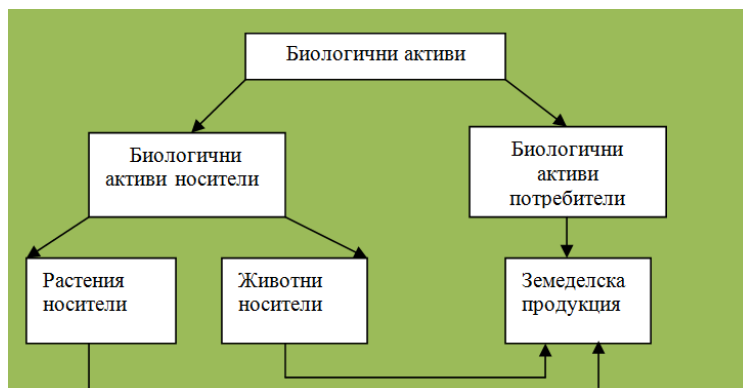 Биологични активи
Биологични
активи носители
Биологични
активи
потребители
Растения
носители
Животни
носители
Земеделска
продукция